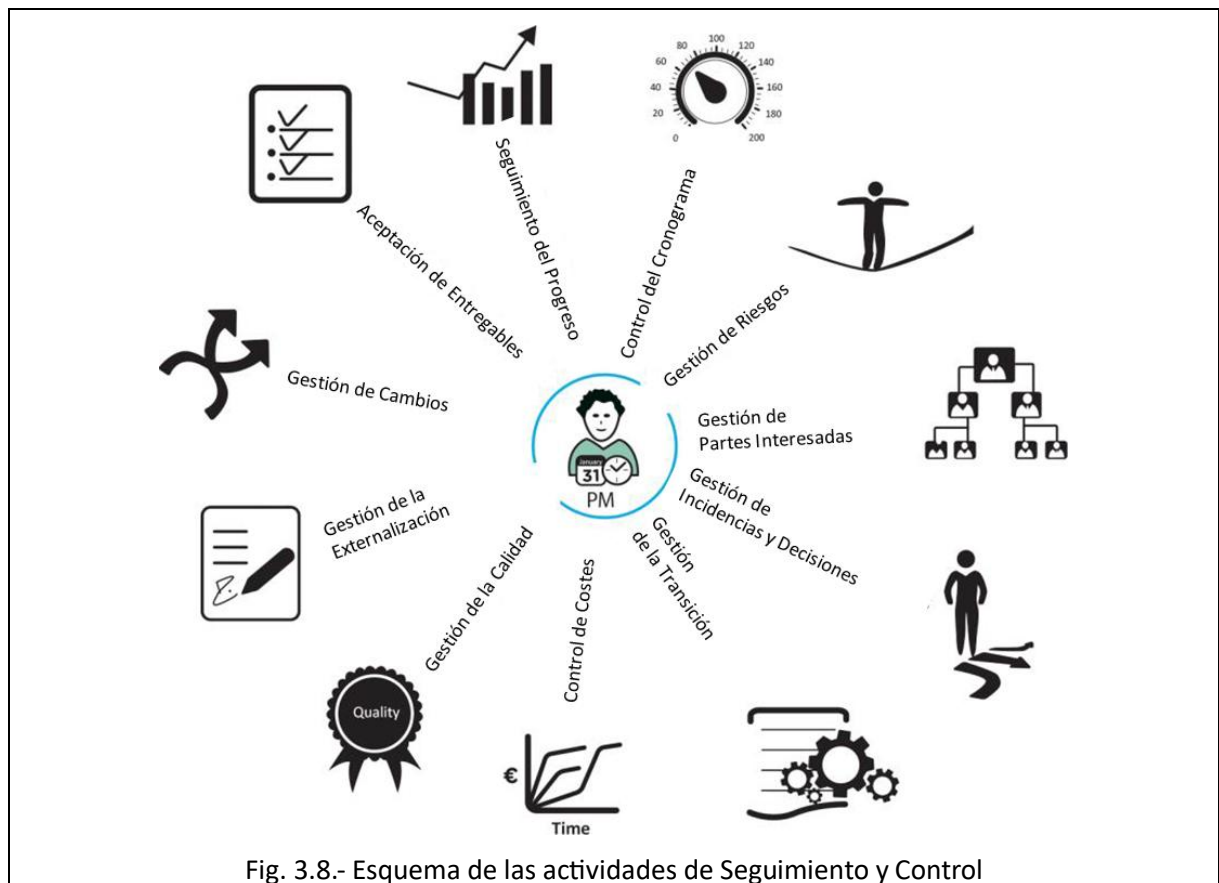 80
100
120
60
140
40
160
20
180
0
200
Seguimiento del Progreso
Control del Cronograma
Aceptación de Entregables
Gestión de Riesgos
Gestión de Cambios
Gestión de
Partes Interesadas
January
31
PM
Gestión de
Incidencias y Decisiones
Gestión de la
Externalización
Gestión
de la Transición
Gestión de la Calidad
Control de Costes
Quality
€
Time
Fig. 3.8.- Esquema de las actividades de Seguimiento y Control